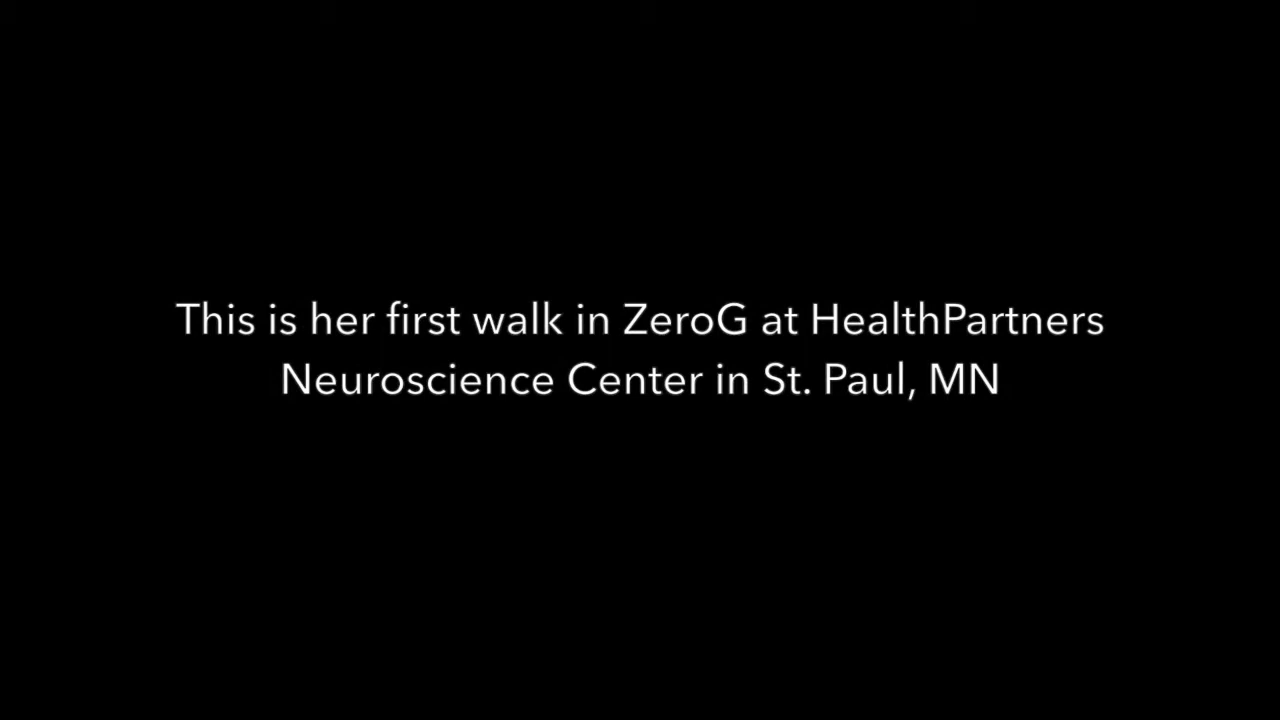 This is her first walk in ZeroG at HealthPartners
Neuroscience Center in St. Paul, MN